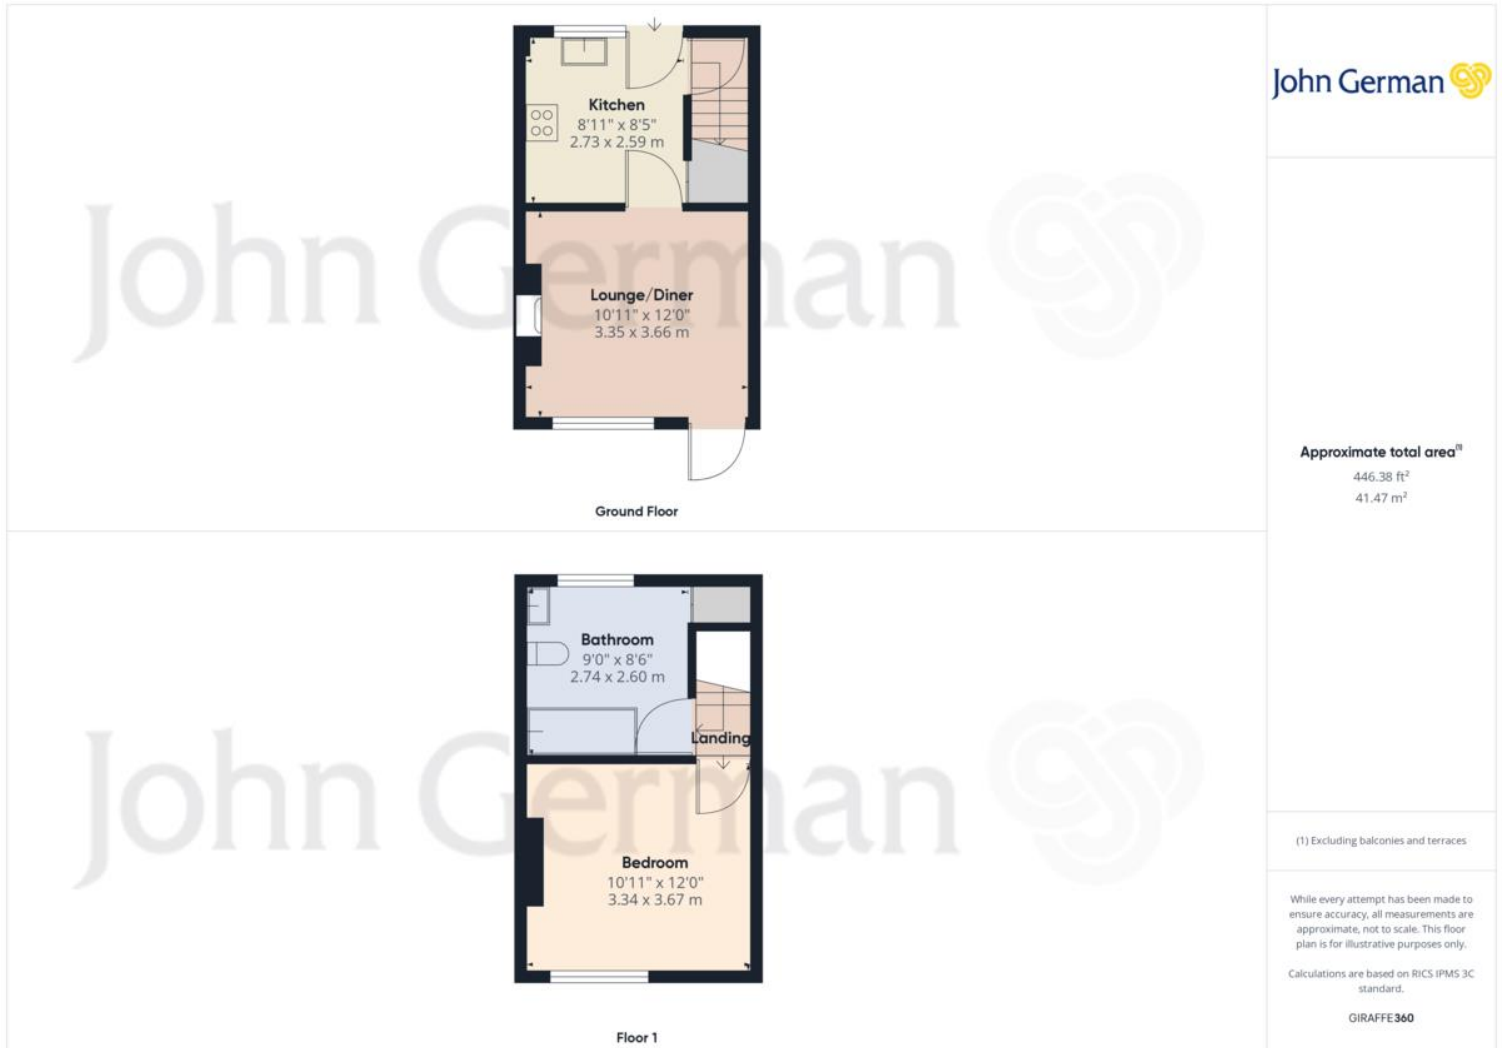 John German
Kitchen
8'11" x 8'5"
2.73 x 2.59 m
Lounge/Diner
10'11" x 12'0"
3.35 x 3.66 m
John German
Ground Floor
Approximate total area(1)
446.38 ft²
41.47 m²
Bathroom
9'0" x 8'6"
2.74 x 2.60 m
Landing
John German
Bedroom
10'11" x 12'0"
3.34 x 3.67 m
Floor 1
(1) Excluding balconies and terraces
While every attempt has been made to
ensure accuracy, all measurements are
approximate, not to scale. This floor
plan is for illustrative purposes only.
Calculations are based on RICS IPMS 3C
standard.
GIRAFFE360